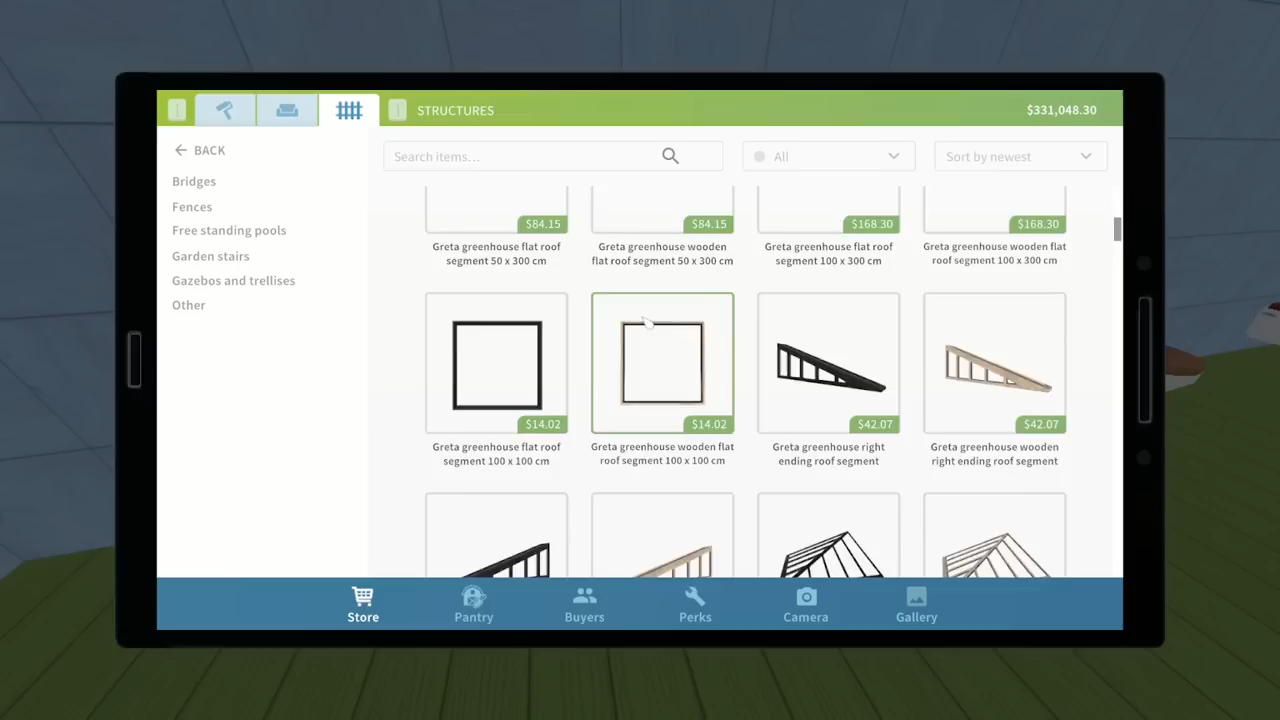 STRUCTURES
$331,048.30
BACK
Bridges
Fences
Free standing pools
Garden stairs
Gazebos and trellises
Other
Search items...
All
Sort by newest
$84.15
$84.15
$168.30
$168.30
Greta greenhouse flat roof
segment 50 x 300 cm
Greta greenhouse wooden
flat roof segment 50 x 300 cm
Greta greenhouse flat roof
segment 100 x 300 cm
Greta greenhouse wooden flat
roof segment 100 x 300 cm
$14.02
$14.02
$42.07
$42.07
Greta greenhouse flat roof
segment 100 x 100 cm
Greta greenhouse wooden flat
roof segment 100 x 100 cm
Greta greenhouse right
ending roof segment
Greta greenhouse wooden
right ending roof segment
Store
Pantry
Buyers
Perks
Camera
Gallery